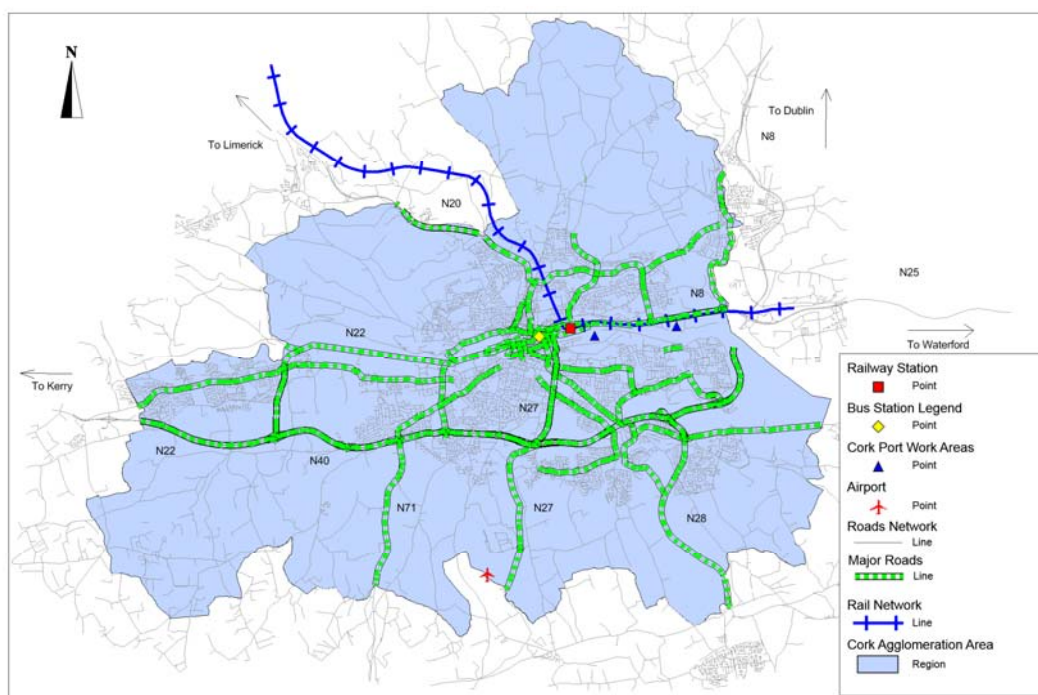 N
To Dublin
N8
To Limerick
N20
N25
N8
N22
To Waterford
To Kerry
N27
N22
N40
N71
N27
N28
Railway Station
Point
Bus Station Legend
Point
Cork Port Work Areas
Point
Airport
Point
Roads Network
Line
Major Roads
Line
Rail Network
Line
Cork Agglomeration Area
Region